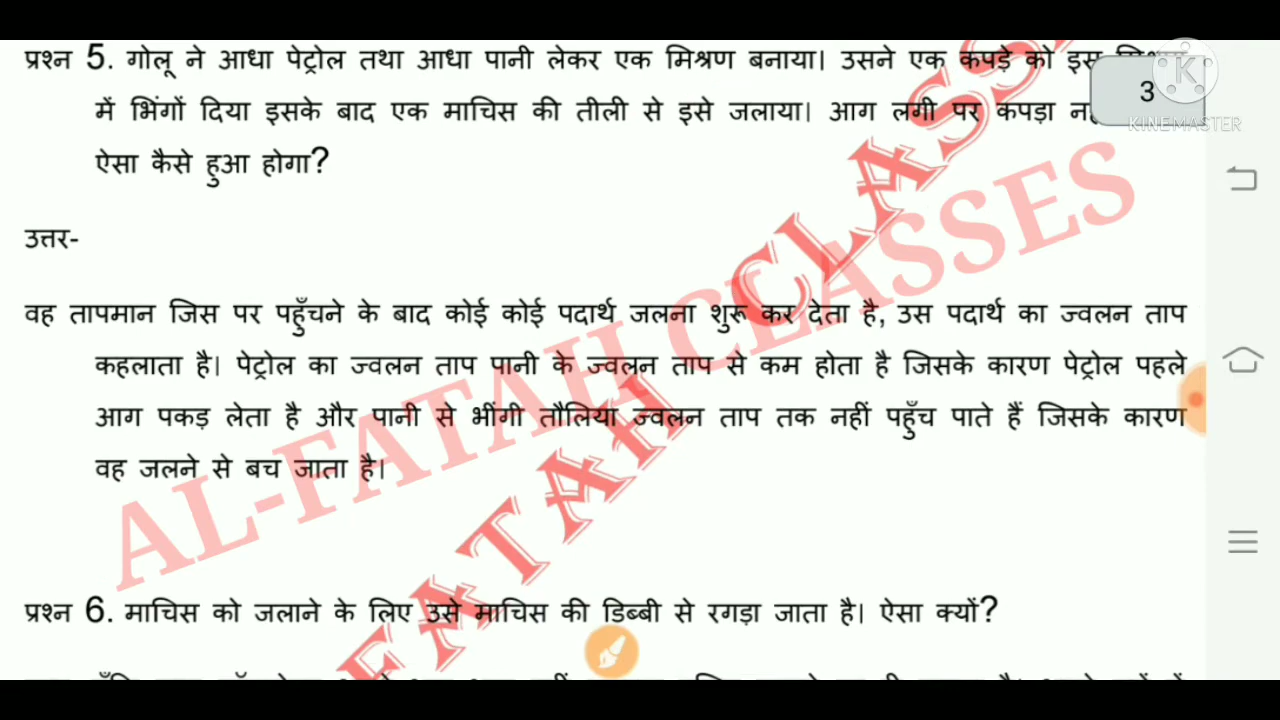 प्रश्न 5. गोलू ने आधा पेट्रोल तथा आधा पानी लेकर एक मिश्रण बनाया। उसने एक कपड़े को इस
3
KINEMASTER
में भिंगों दिया इसके बाद एक माचिस की तीली से इसे जलाया। आग लगी पर कपड़ा
ऐसा कैसे हुआ होगा?
उत्तर-
वह तापमान जिस पर पहुँचने के बाद कोई कोई पदार्थ जलना शुरू कर देता है, उस पदार्थ का ज्वलन ताप
कहलाता है। पेट्रोल का ज्वलन ताप पानी के ज्वलन ताप से कम होता है जिसके कारण पेट्रोल पहले
आग पकड़ लेता है और पानी से भींगी तौलिया ज्वलन ताप तक नहीं पहुँच पाते हैं जिसके कारण
वह जलने से बच जाता है।
AL-FATAH CLASSES
FATAH CLASS
प्रश्न 6. माचिस को जलाने के लिए उसे माचिस की डिब्बी से रगड़ा जाता है। ऐसा क्यों?